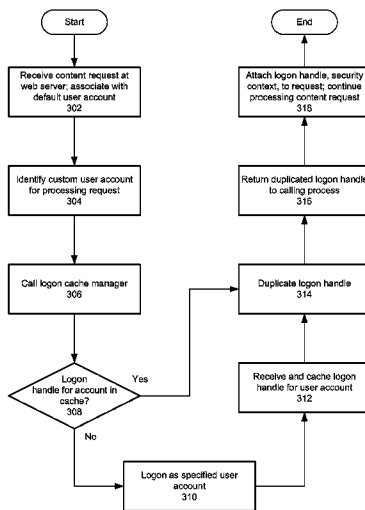 Start
Receive content request at
web server; associate with
default user account
302
Identify custom user account
for processing request
304
Call logon cache manager
306
Logon
handle for account in
cache?
308
Yes
No
Logon as specified user
account
310
Receive and cache logon
handle for user account
312
Duplicate logon handle
314
Return duplicated logon handle
to calling process
316
Attach logon handle, security
context, to request; continue
processing content request
318
End